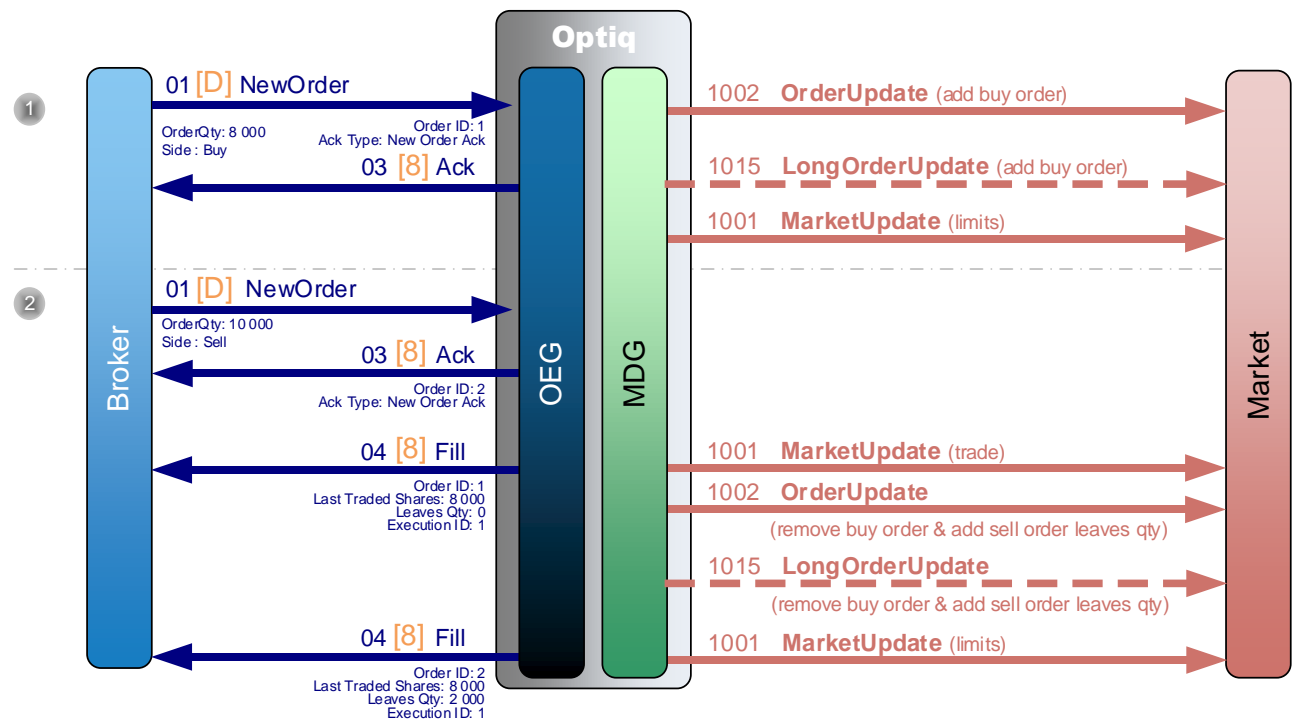 Optiq
1
01 [D] NewOrder
OrderQty: 8 000
Side : Buy
Order ID: 1
Ack Type: New Order Ack
03 [8] Ack
1002 OrderUpdate (add buy order)
1015 LongOrderUpdate (add buy order)
1001 MarketUpdate (limits)
2
01 [D] NewOrder
OrderQty: 10 000
Side : Sell
03 [8] Ack
Order ID: 2
Ack Type: New Order Ack
04 [8] Fill
Order ID: 1
Last Traded Shares: 8 000
Leaves Qty: 0
Execution ID: 1
1001 MarketUpdate (trade)
1002 OrderUpdate
(remove buy order & add sell order leaves qty)
1015 LongOrderUpdate
(remove buy order & add sell order leaves qty)
04 [8] Fill
Order ID: 2
Last Traded Shares: 8 000
Leaves Qty: 2 000
Execution ID: 1
1001 MarketUpdate (limits)
Broker
OEG
MDG
Market